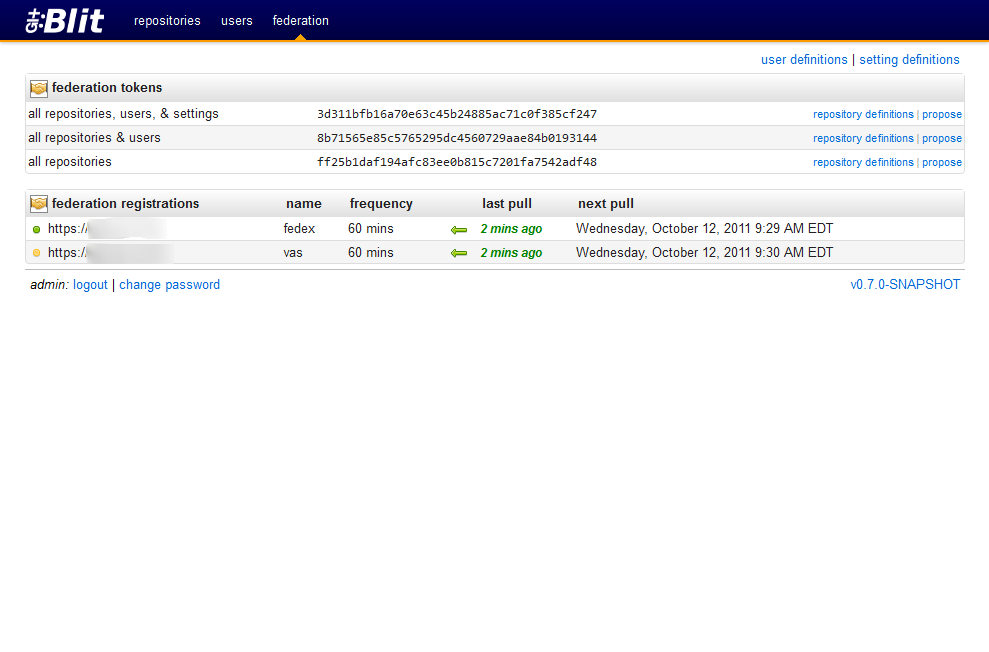 Git:Blit repositories users federation
user definitions | setting definitions
federation tokens
all repositories, users, & settings 3d311bfb16a70e63c45b24885ac71c0f385cf247 repository definitions | propose
all repositories & users 8b71565e85c5765295dc4560729aae84b0193144 repository definitions | propose
all repositories ff25b1daf194afc83ee0b815c7201fa7542adf48 repository definitions | propose
federation registrations name frequency last pull next pull
https:/ fedex 60 mins 2 mins ago Wednesday, October 12, 2011 9:29 AM EDT
https:/ vas 60 mins 2 mins ago Wednesday, October 12, 2011 9:30 AM EDT
admin: logout | change password v0.7.0-SNAPSHOT